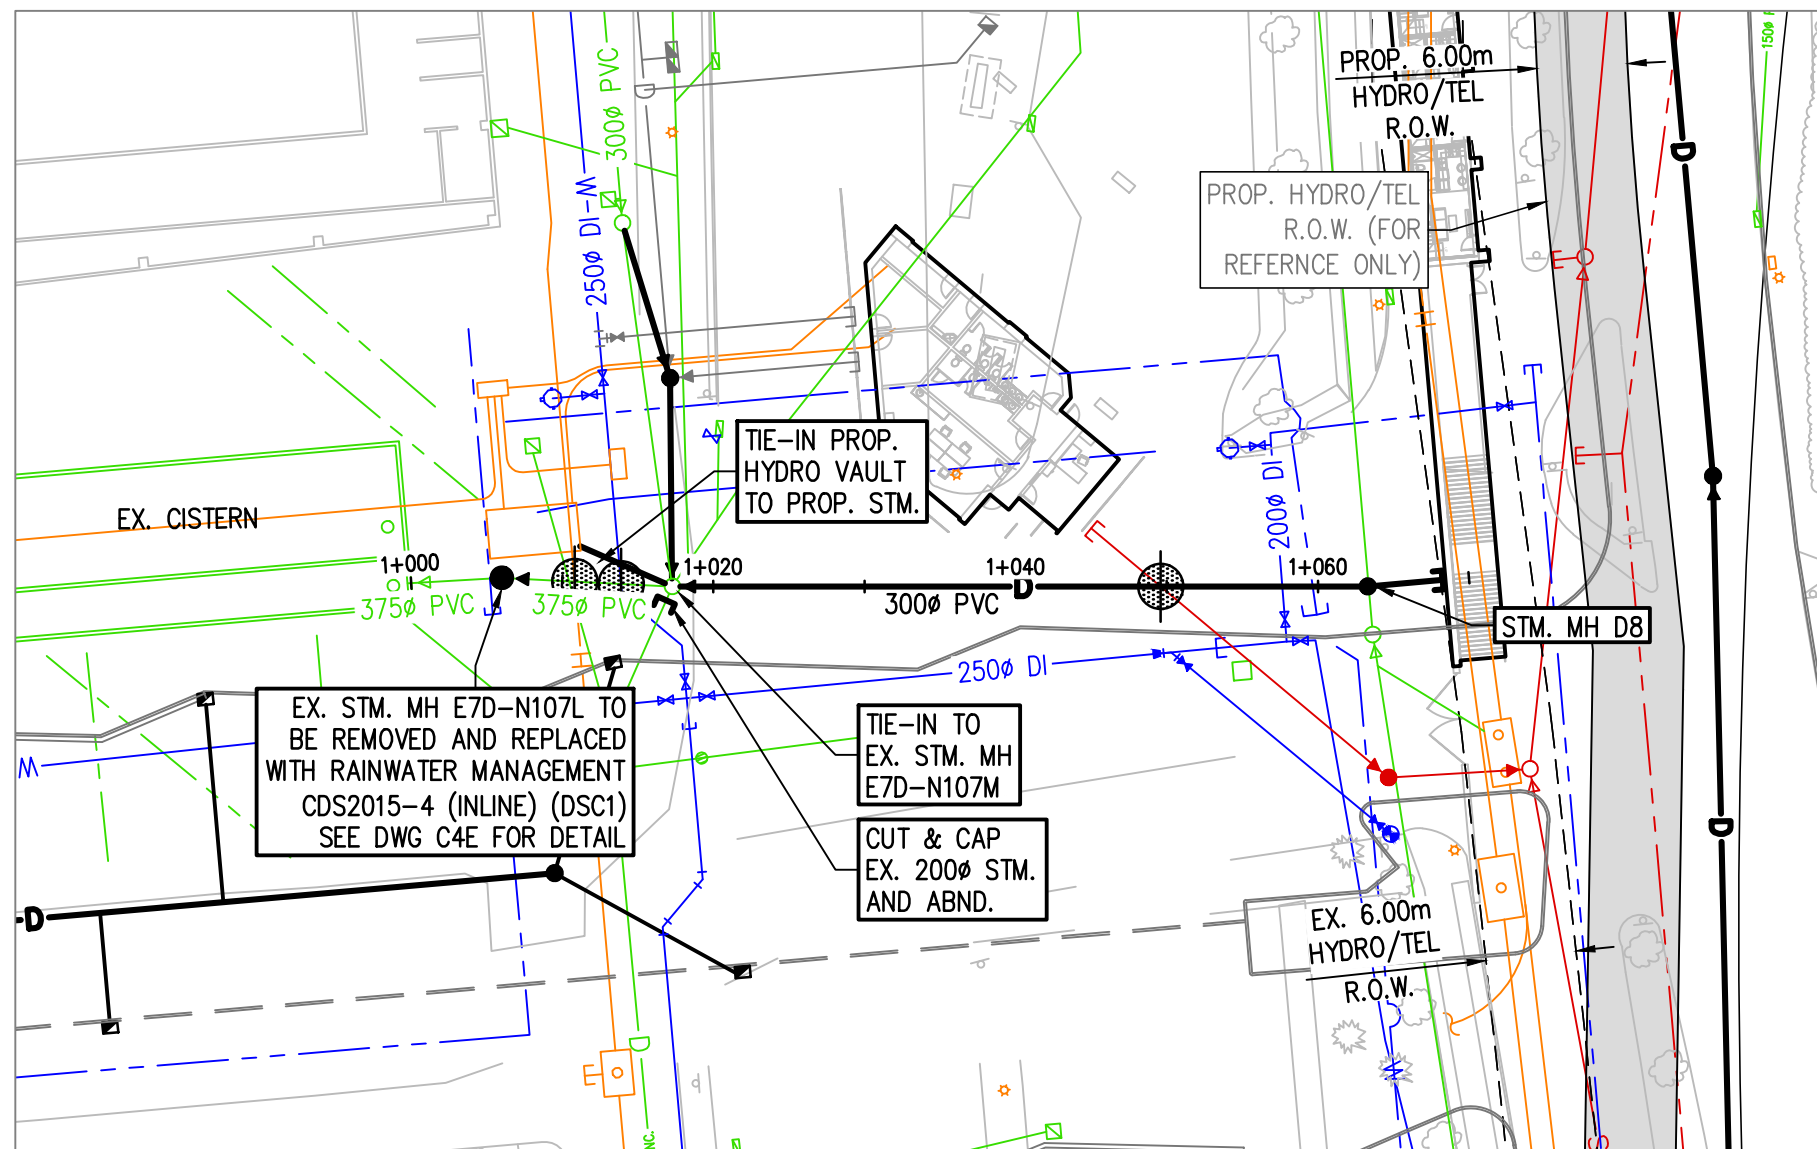 PROP. 6.00m
HYDRO/TEL
R.O.W.
150Ø
300Ø PVC
D
250Ø DI-W
D
PROP. HYDRO/TEL
R.O.W. (FOR
REFERNCE ONLY)
H
TIE-IN PROP.
HYDRO VAULT
TO PROP. STM.
200Ø DI
EX. CISTERN
1+000
1+020
1+040
1+060
375Ø PVC
375Ø PVC
300Ø PVC
D
STM. MH D8
H
250Ø DI
EX. STM. MH E7D-N107L TO
BE REMOVED AND REPLACED
WITH RAINWATER MANAGEMENT
CDS2015-4 (INLINE) (DSC1)
SEE DWG C4E FOR DETAIL
W
TIE-IN TO
EX. STM. MH
E7D-N107M
CUT & CAP
EX. 200Ø STM.
AND ABND.
D
D
EX. 6.00m
HYDRO/TEL
R.O.W.
D
W
INC.
S